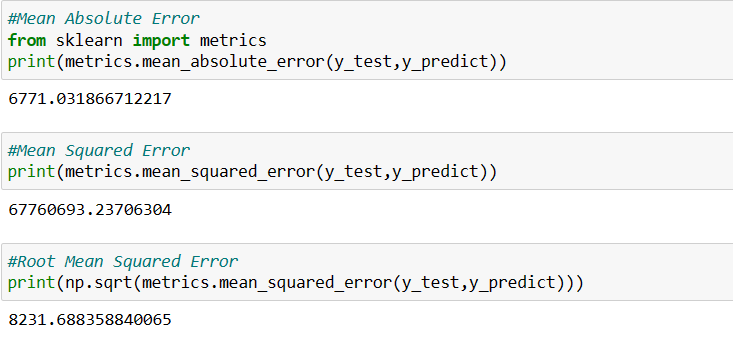 #Mean Absolute Error
from sklearn import metrics
print(metrics.mean_absolute_error(y_test,y_predict))
6771.031866712217
#Mean Squared Error
print(metrics.mean_squared_error(y_test,y_predict))
67760693.23706304
#Root Mean Squared Error
print(np.sqrt(metrics.mean_squared_error(y_test,y_predict)))
8231.688358840065